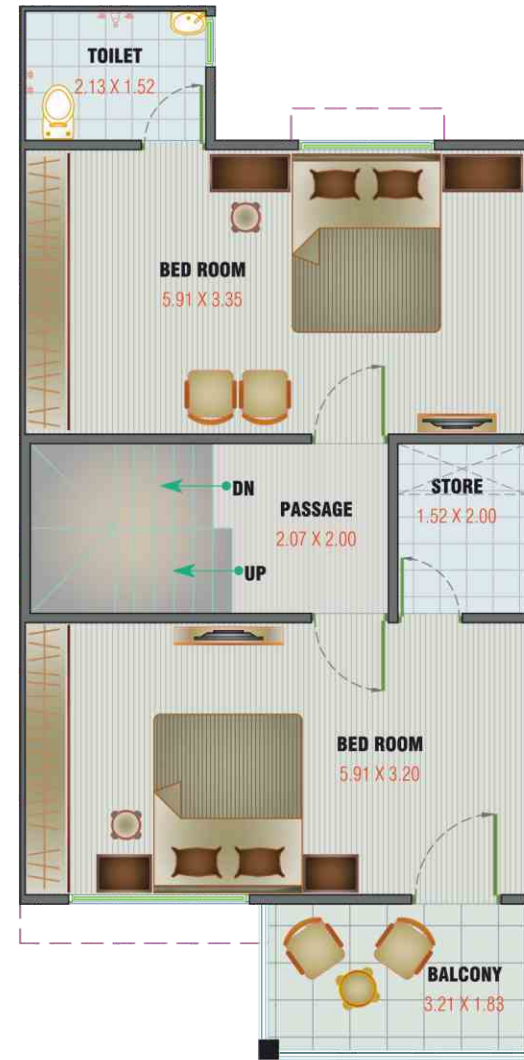 TOILET
2.13 X 1.52
BED ROOM
5.91 X 3.35
DN
UP
PASSAGE
2.07 X 2.00
STORE
1.52 X 2.00
BED ROOM
5.91 X 3.20
BALCONY
3.21 X 1.83